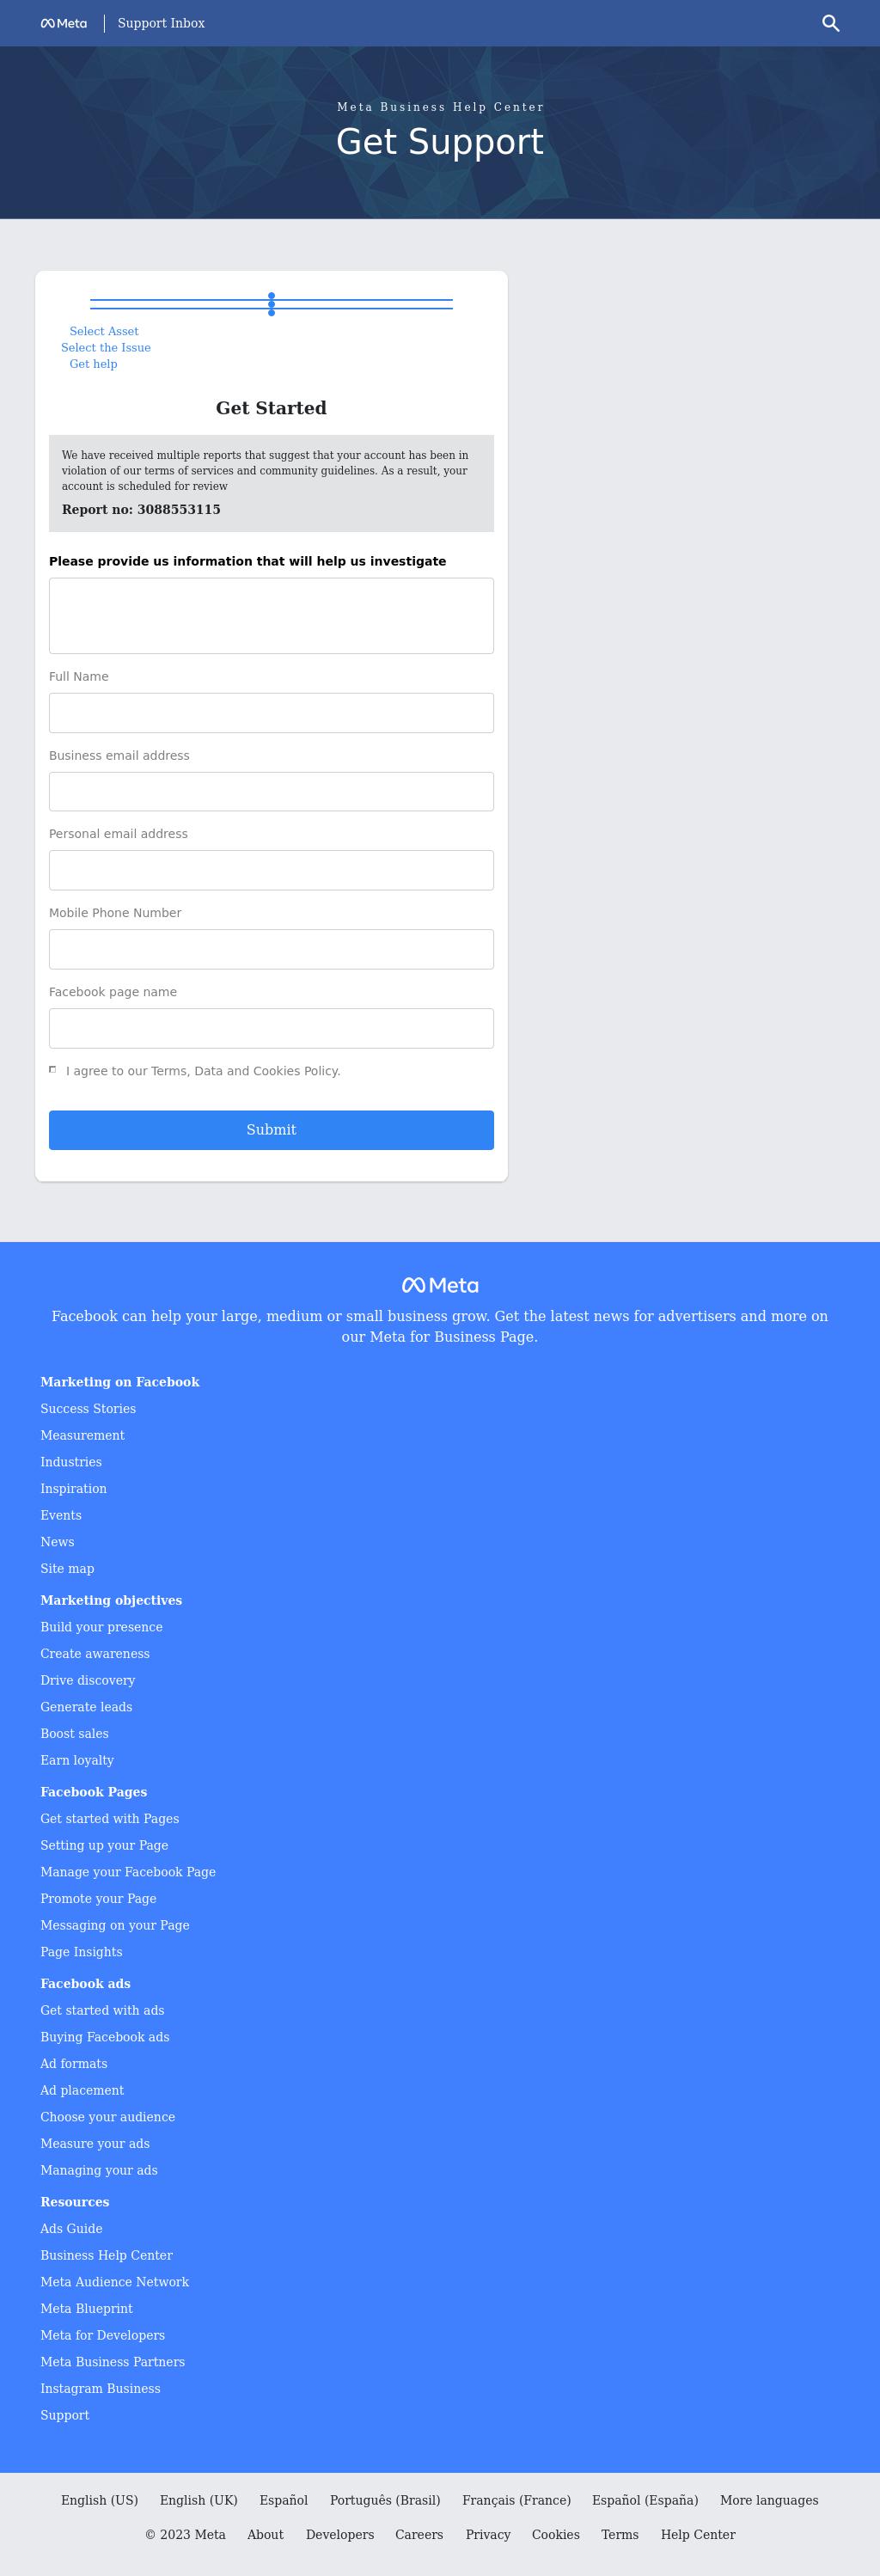 Meta
Support Inbox
Meta Business Help Center
Get Support
Select Asset
Select the Issue
Get help
Get Started
We have received multiple reports that suggest that your account has been in
violation of our terms of services and community guidelines. As a result, your
account is scheduled for review
Report no: 3088553115
Please provide us information that will help us investigate
Full Name
Business email address
Personal email address
Mobile Phone Number
Facebook page name
I agree to our Terms, Data and Cookies Policy.
Submit
Meta
Facebook can help your large, medium or small business grow. Get the latest news for advertisers and more on
our Meta for Business Page.
Marketing on Facebook
Success Stories
Measurement
Industries
Inspiration
Events
News
Site map
Marketing objectives
Build your presence
Create awareness
Drive discovery
Generate leads
Boost sales
Earn loyalty
Facebook Pages
Get started with Pages
Setting up your Page
Manage your Facebook Page
Promote your Page
Messaging on your Page
Page Insights
Facebook ads
Get started with ads
Buying Facebook ads
Ad formats
Ad placement
Choose your audience
Measure your ads
Managing your ads
Resources
Ads Guide
Business Help Center
Meta Audience Network
Meta Blueprint
Meta for Developers
Meta Business Partners
Instagram Business
Support
English (US) English (UK) Español Português (Brasil) Français (France) Español (España) More languages
© 2023 Meta About Developers Careers Privacy Cookies Terms Help Center